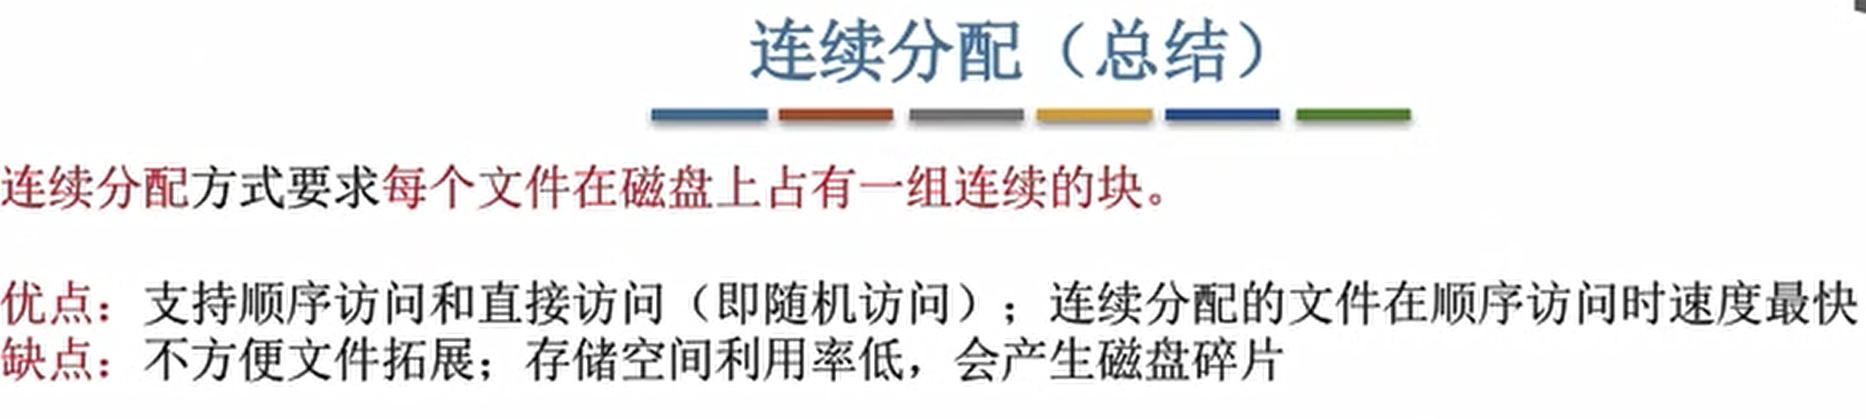 连续分配（总结）
连续分配方式要求每个文件在磁盘上占有一组连续的块。
优点：支持顺序访问和直接访问（即随机访问）；连续分配的文件在顺序访问时速度最快
缺点：不方便文件拓展；存储空间利用率低，会产生磁盘碎片